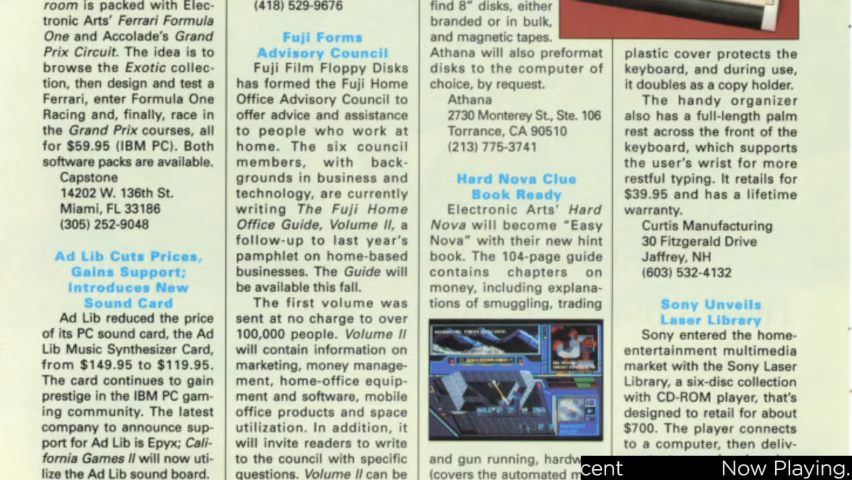 room is packed with Elec-
tronic Arts' Ferrari Formula
One and Accolade's Grand
Prix Circuit. The idea is to
browse the Exotic collec-
tion, then design and test a
Ferrari, enter Formula One
Racing and, finally, race in
the Grand Prix courses, all
for $59.95 (IBM PC). Both
software packs are available.
Capstone
14202 W. 136th St.
Miami, FL 33186
(305) 252-9048
Ad Lib Cuts Prices,
Gains Support;
Introduces New
Sound Card
Ad Lib reduced the price
of its PC sound card, the Ad
Lib Music Synthesizer Card,
from $149.95 to $119.95.
The card continues to gain
prestige in the IBM PC gam-
ing community. The latest
company to announce sup-
port for Ad Lib is Epyx; Cali-
fornia Games II will now uti-
lize the Ad Lib sound board.
(418) 529-9676
Fuji Forms
Advisory Council
Fuji Film Floppy Disks
has formed the Fuji Home
Office Advisory Council to
offer advice and assistance
to people who work at
home. The six council
members, with back-
grounds in business and
technology, are currently
writing The Fuji Home
Office Guide, Volume II, a
follow-up to last year's
pamphlet on home-based
businesses. The Guide will
be available this fall.
The first volume was
sent at no charge to over
100,000 people. Volume II
will contain information on
marketing, money manage-
ment, home-office equip-
ment and software, mobile
office products and space
utilization. In addition, it
will invite readers to write
to the council with specific
questions. Volume II can be
find 8" disks, either
branded or in bulk,
and magnetic tapes.
Athana will also preformat
disks to the computer of
choice, by request.
Athana
2730 Monterey St., Ste. 106
Torrance, CA 90510
(213) 775-3741
Hard Nova Clue
Book Ready
Electronic Arts' Hard
Nova will become "Easy
Nova" with their new hint
book. The 104-page guide
contains chapters on
money, including explana-
tions of smuggling, trading
and gun running, hardw
(covers the automated m
plastic cover protects the
keyboard, and during use,
it doubles as a copy holder.
The handy organizer
also has a full-length palm
rest across the front of the
keyboard, which supports
the user's wrist for more
restful typing. It retails for
$39.95 and has a lifetime
warranty.
Curtis Manufacturing
30 Fitzgerald Drive
Jaffrey, NH
(603) 532-4132
Sony Unveils
Laser Library
Sony entered the home-
entertainment multimedia
market with the Sony Laser
Library, a six-disc collection
with CD-ROM player, that's
designed to retail for about
$700. The player connects
to a computer, then deliv-
cent Now Playing.